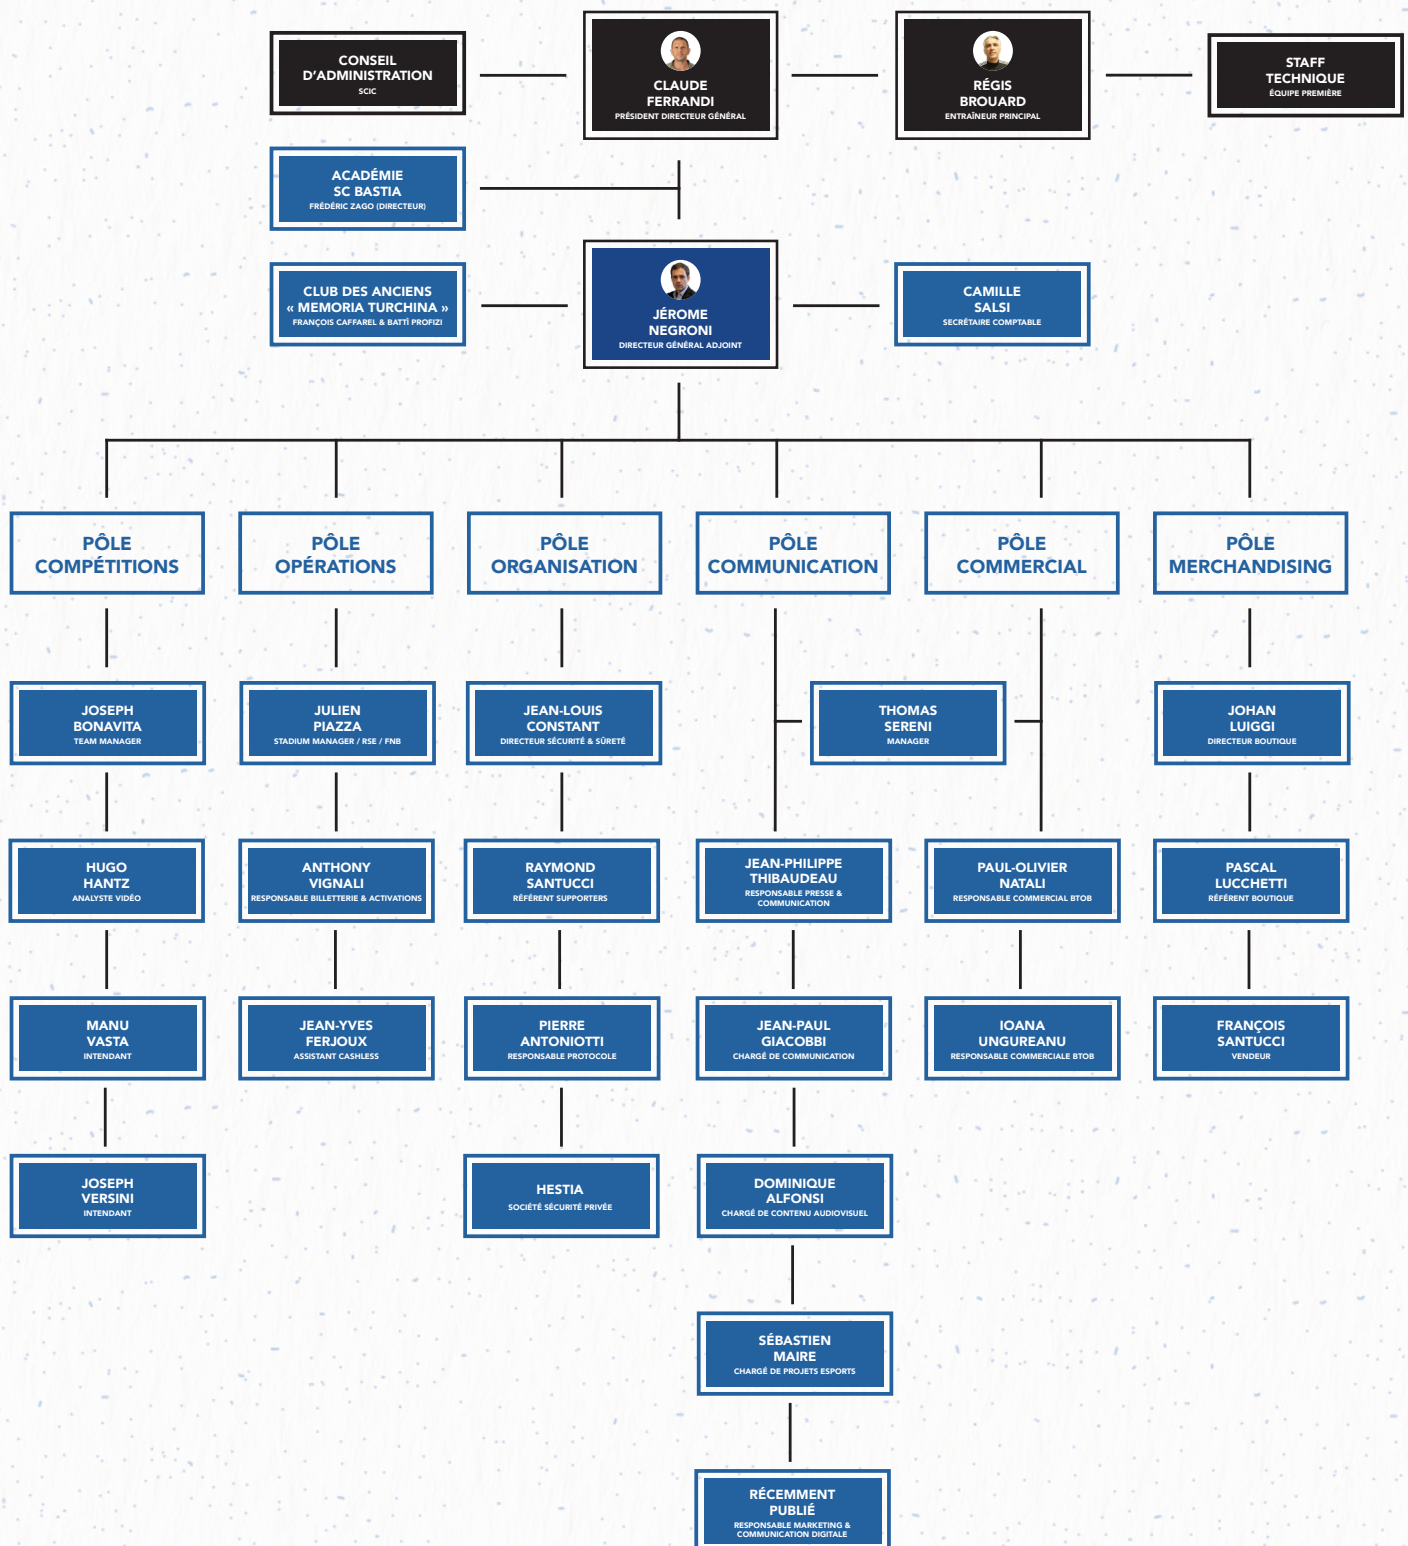 CONSEIL
D'ADMINISTRATION
SCIC
CLAUDE
FERRANDI
PRÉSIDENT DIRECTEUR GÉNÉRAL
RÉGIS
BROUARD
ENTRAÎNEUR PRINCIPAL
STAFF
TECHNIQUE
ÉQUIPE PREMIÈRE
ACADÉMIE
SC BASTIA
FRÉDÉRIC ZAGO (DIRECTEUR)
CLUB DES ANCIENS
« MEMORIA TURCHINA »
FRANÇOIS CAFFAREL & BATTÌ PROFIZI
JÉROME
NEGRONI
DIRECTEUR GÉNÉRAL ADJOINT
CAMILLE
SALSI
SECRÉTAIRE COMPTABLE
PÔLE
COMPÉTITIONS
PÔLE
OPÉRATIONS
PÔLE
ORGANISATION
PÔLE
COMMUNICATION
PÔLE
COMMERCIAL
PÔLE
MERCHANDISING
JOSEPH
BONAVITA
TEAM MANAGER
JULIEN
PIAZZA
STADIUM MANAGER / RSE / FNB
JEAN-LOUIS
CONSTANT
DIRECTEUR SÉCURITÉ & SÛRETÉ
THOMAS
SERENI
MANAGER
JOHAN
LUIGGI
DIRECTEUR BOUTIQUE
HUGO
HANTZ
ANALYSTE VIDÉO
ANTHONY
VIGNALI
RESPONSABLE BILLETTERIE & ACTIVATIONS
RAYMOND
SANTUCCI
RÉFÉRENT SUPPORTERS
JEAN-PHILIPPE
THIBAUDEAU
RESPONSABLE PRESSE &
COMMUNICATION
PAUL-OLIVIER
NATALI
RESPONSABLE COMMERCIAL BTOB
PASCAL
LUCCHETTI
RÉFÉRENT BOUTIQUE
MANU
VASTA
INTENDANT
JEAN-YVES
FERJOUX
ASSISTANT CASHLESS
PIERRE
ANTONIOTTI
RESPONSABLE PROTOCOLE
JEAN-PAUL
GIACOBBI
CHARGÉ DE COMMUNICATION
IOANA
UNGUREANU
RESPONSABLE COMMERCIALE BTOB
FRANÇOIS
SANTUCCI
VENDEUR
JOSEPH
VERSINI
INTENDANT
HESTIA
SOCIÉTÉ SÉCURITÉ PRIVÉE
DOMINIQUE
ALFONSI
CHARGÉ DE CONTENU AUDIOVISUEL
SÉBASTIEN
MAIRE
CHARGÉ DE PROJETS ESPORTS
RÉCEMMENT
PUBLIÉ
RESPONSABLE MARKETING &
COMMUNICATION DIGITALE